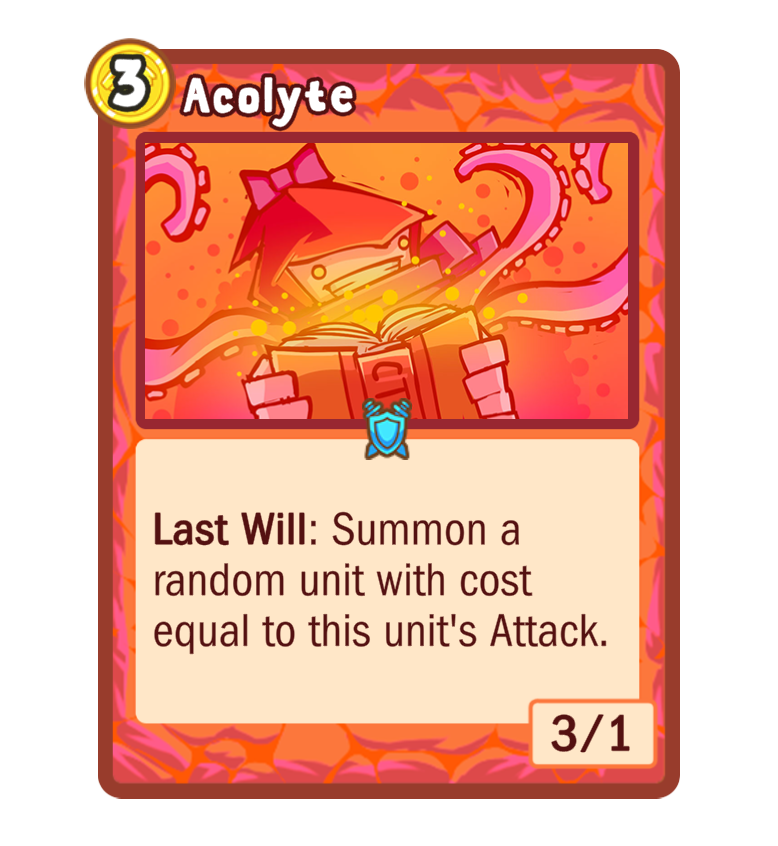 3
Acolyte
Last Will: Summon a
random unit with cost
equal to this unit's Attack.
3/1